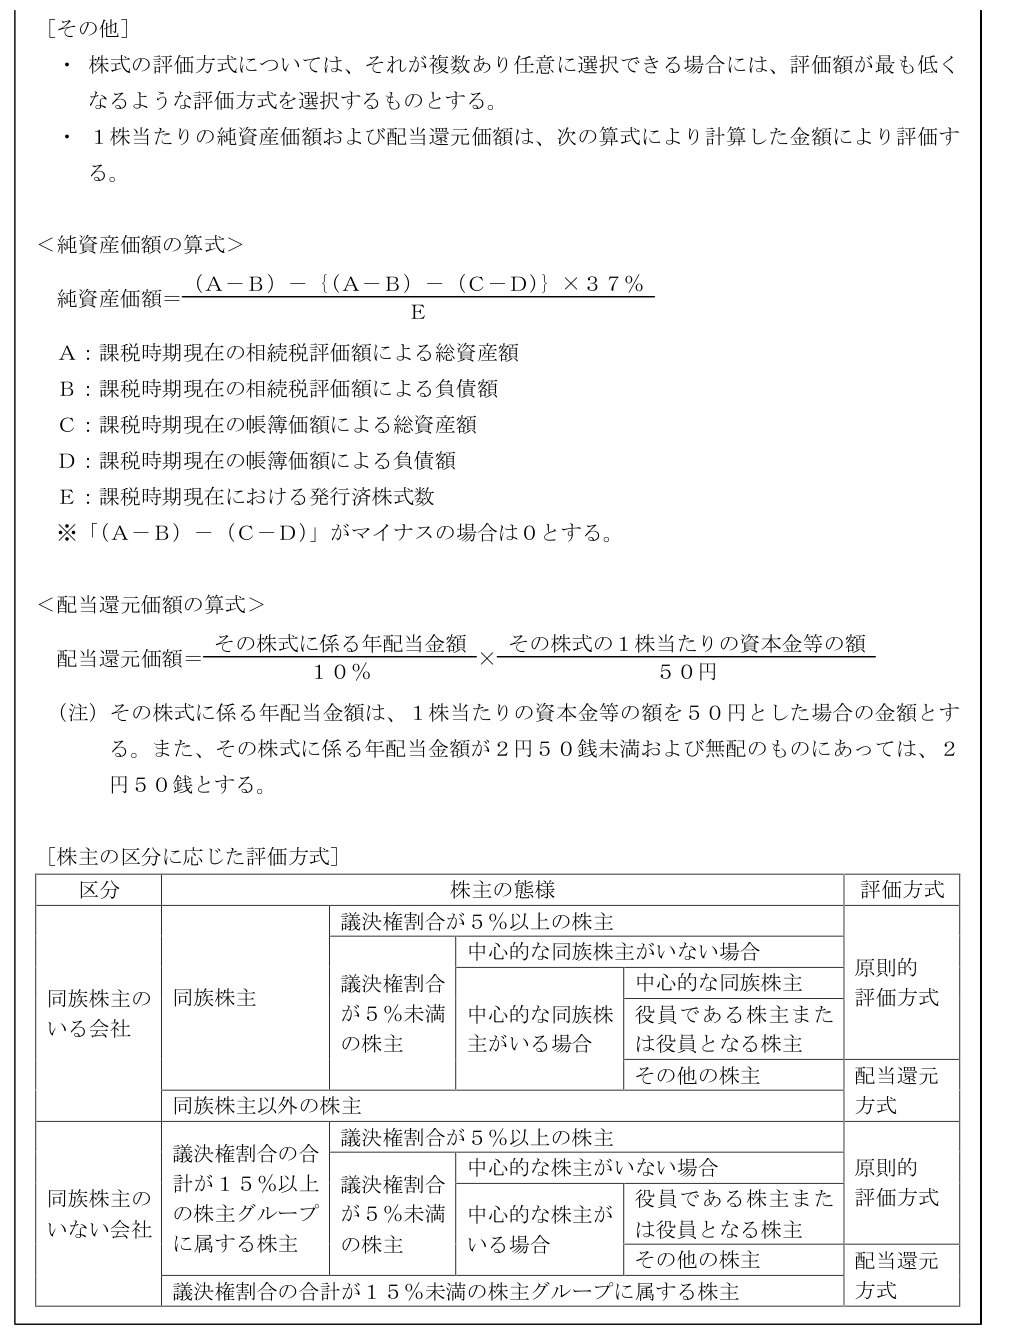 ［その他］
・ 株式の評価方式については、それが複数あり任意に選択できる場合には、評価額が最も低く
なるような評価方式を選択するものとする。
・ １株当たりの純資産価額および配当還元価額は、次の算式により計算した金額により評価す
る。
＜純資産価額の算式＞
純資産価額＝
（Ａ－Ｂ）－｛（Ａ－Ｂ）－（Ｃ－Ｄ）｝×３７％
Ｅ
Ａ：課税時期現在の相続税評価額による総資産額
Ｂ：課税時期現在の相続税評価額による負債額
Ｃ：課税時期現在の帳簿価額による総資産額
Ｄ：課税時期現在の帳簿価額による負債額
Ｅ：課税時期現在における発行済株式数
※「（Ａ－Ｂ）－（Ｃ－Ｄ）」がマイナスの場合は０とする。
＜配当還元価額の算式＞
配当還元価額＝
その株式に係る年配当金額
１０％
×
その株式の１株当たりの資本金等の額
５０円
（注）その株式に係る年配当金額は、１株当たりの資本金等の額を５０円とした場合の金額とす
る。また、その株式に係る年配当金額が２円５０銭未満および無配のものにあっては、２
円５０銭とする。
［株主の区分に応じた評価方式］
区分 株主の態様 評価方式
同族株主の
いる会社
同族株主
議決権割合が５％以上の株主
議決権割合
が５％未満
の株主
中心的な同族株主がいない場合
中心的な同族株
主がいる場合
中心的な同族株主
役員である株主また
は役員となる株主
その他の株主
同族株主以外の株主
原則的
評価方式
配当還元
方式
同族株主の
いない会社
議決権割合の合
計が１５％以上
の株主グループ
に属する株主
議決権割合が５％以上の株主
議決権割合
が５％未満
の株主
中心的な株主がいない場合
中心的な株主が
いる場合
役員である株主また
は役員となる株主
その他の株主
議決権割合の合計が１５％未満の株主グループに属する株主
原則的
評価方式
配当還元
方式